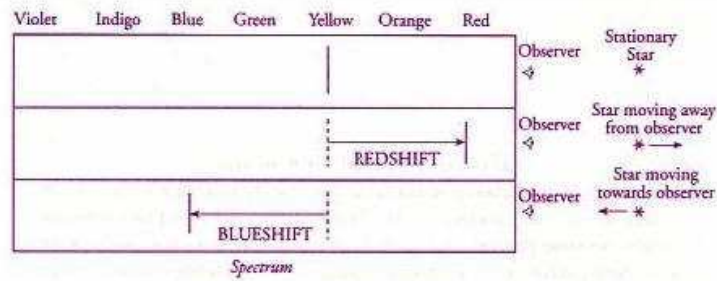 Violet Indigo Blue Green Yellow Orange Red
Observer
Stationary
Star
Observer
Star moving away
from observer
REDSHIFT
Observer
Star moving
towards observer
BLUESHIFT
Spectrum